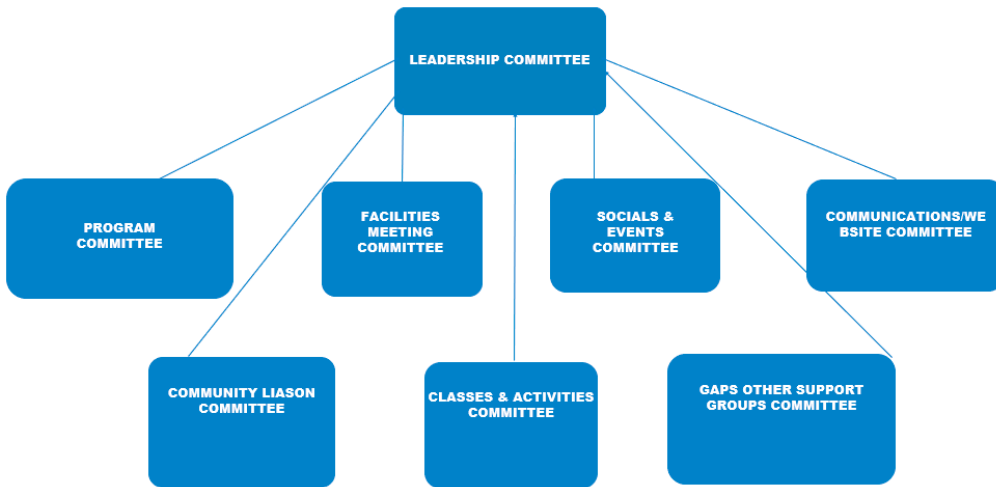 LEADERSHIP COMMITTEE
PROGRAM
COMMITTEE
FACILITIES
MEETING
COMMITTEE
SOCIALS &
EVENTS
COMMITTEE
COMMUNICATIONS/WE
BSITE COMMITTEE
COMMUNITY LIASON
COMMITTEE
CLASSES & ACTIVITIES
COMMITTEE
GAPS OTHER SUPPORT
GROUPS COMMITTEE